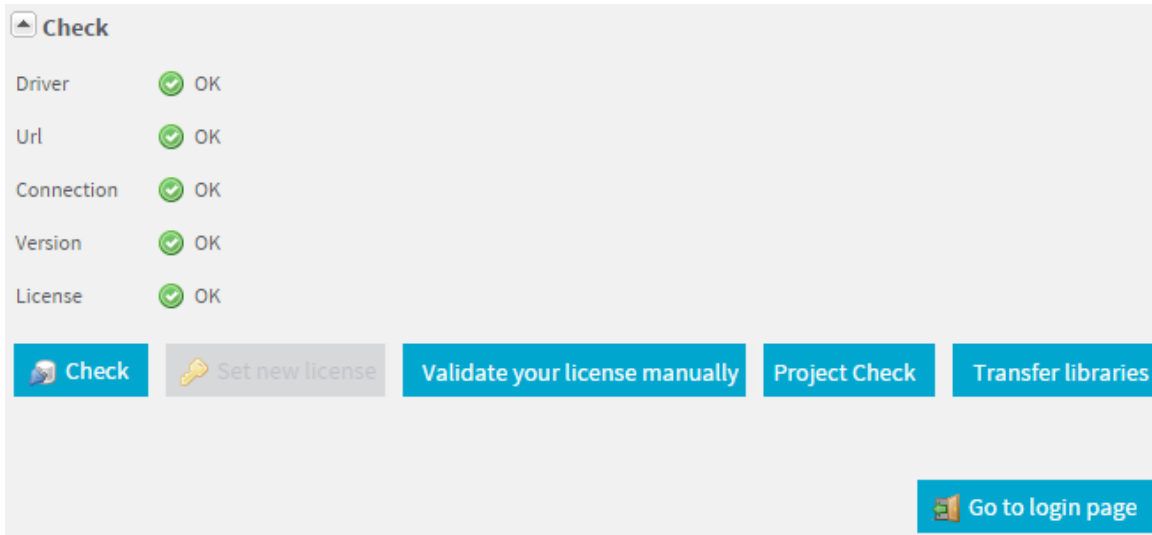 Check
Driver OK
Url OK
Connection OK
Version OK
License OK
Check Set new license Validate your license manually Project Check Transfer libraries
Go to login page